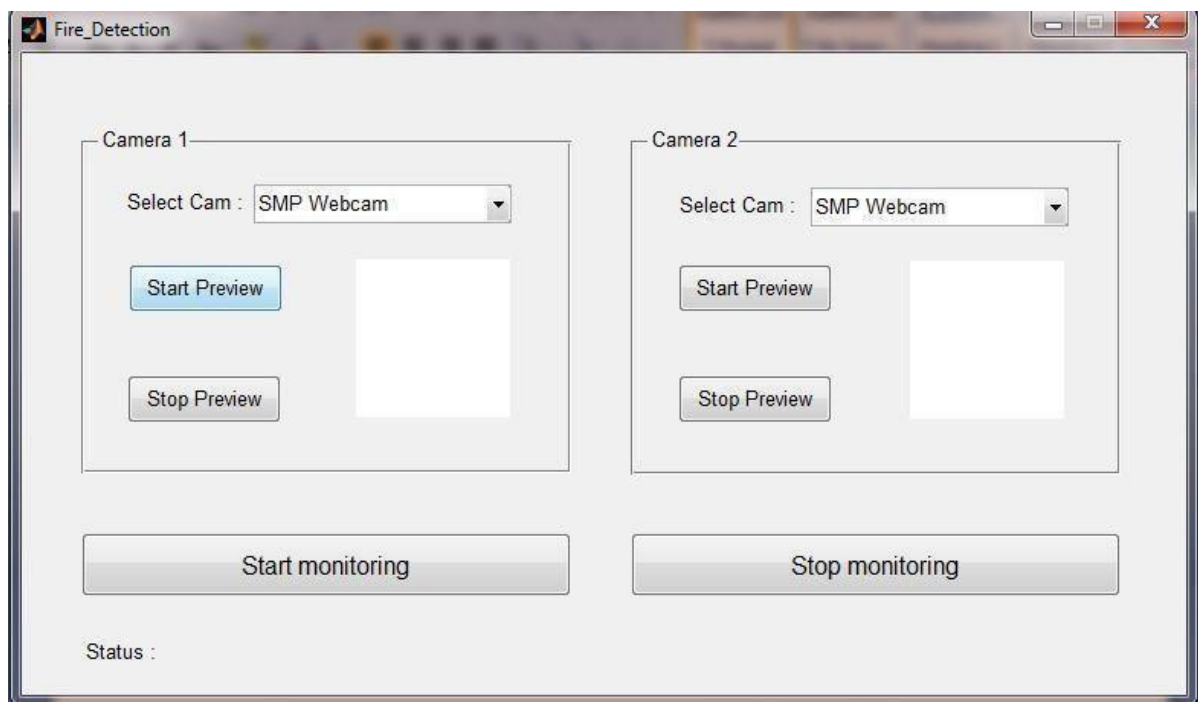 Fire_Detection
Camera 1
Select Cam : SMP Webcam
Start Preview
Stop Preview
Camera 2
Select Cam : SMP Webcam
Start Preview
Stop Preview
Start monitoring
Stop monitoring
Status :